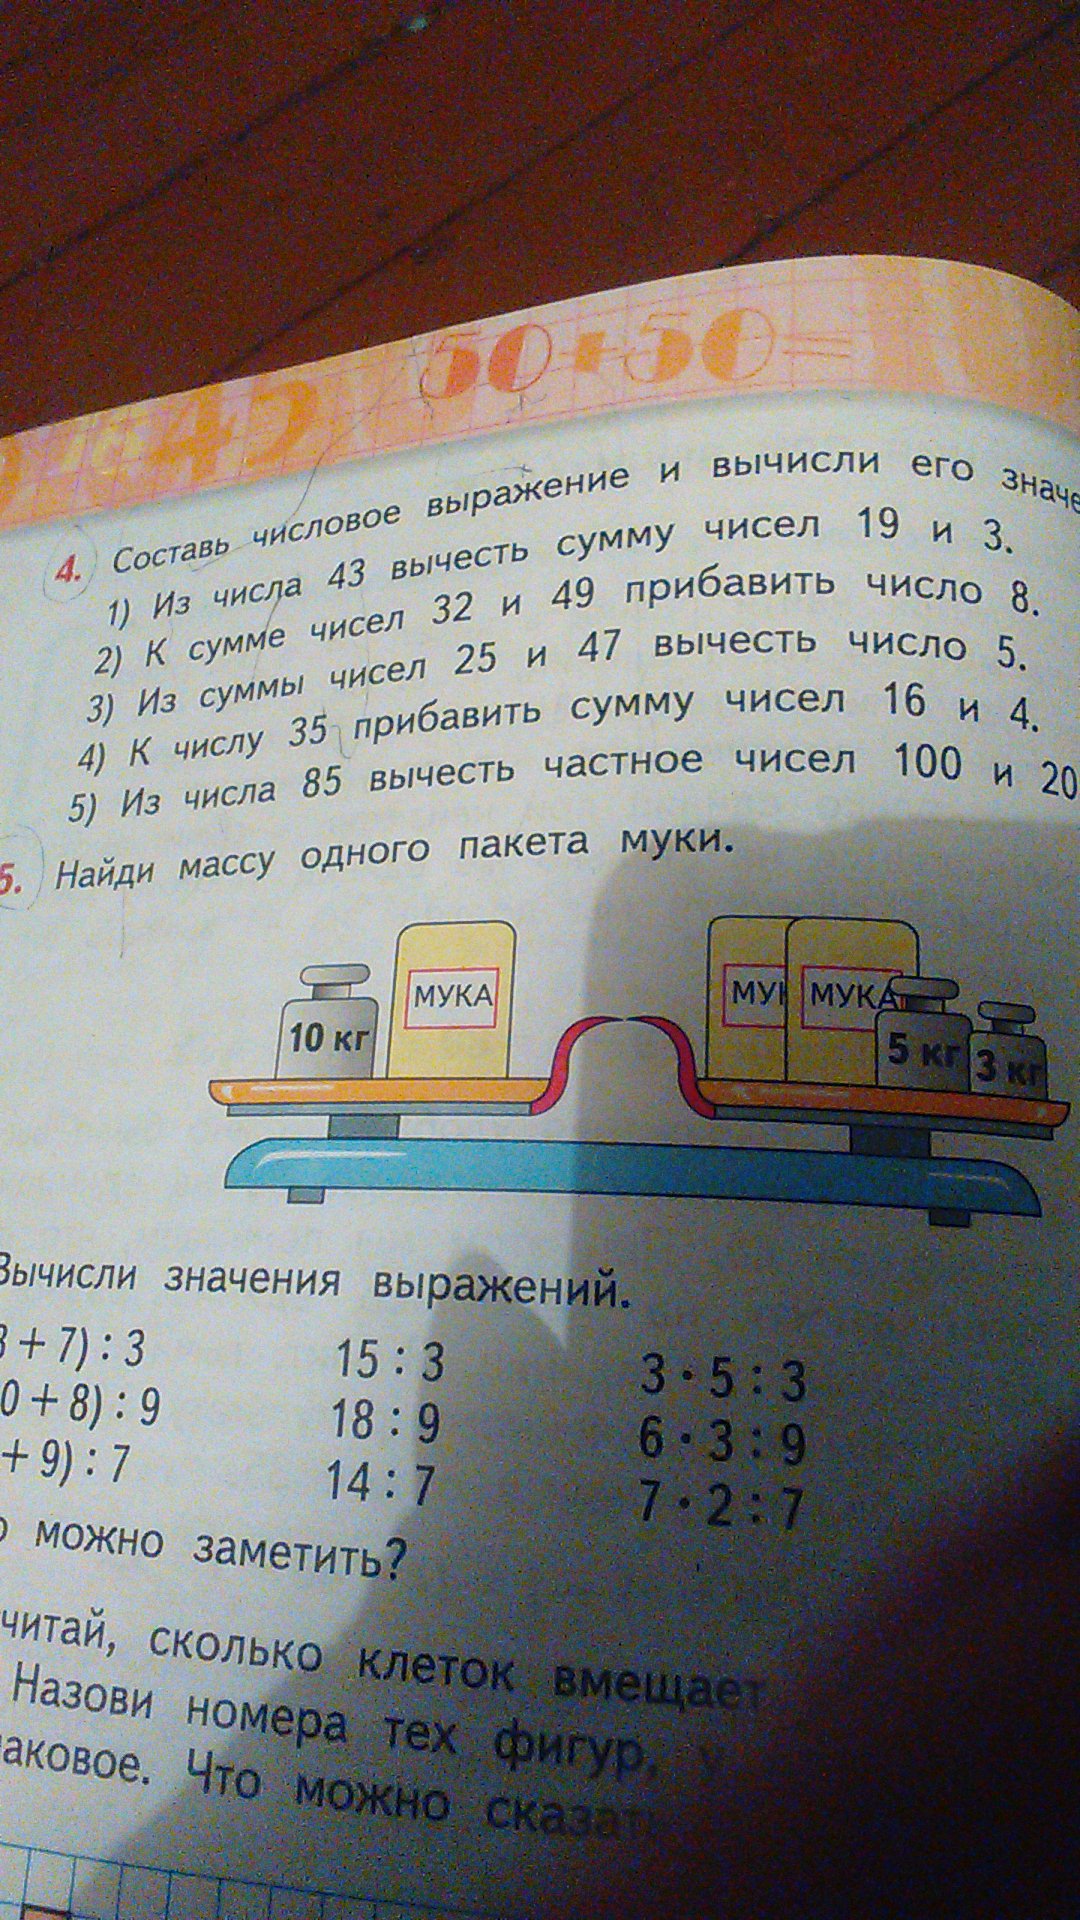 50+50=
4. Составь числовое выражение и вычисли его
1) Из числа 43 вычесть сумму чисел 19 и 3.
2) К сумме чисел 32 и 49 прибавить число 8.
3) Из суммы чисел 25 и 47 вычесть число 5.
4) К числу 35 прибавить сумму чисел 16 и 4.
5) Из числа 85 вычесть частное чисел 100 и 20
5. Найди массу одного пакета муки.
10 кг МУКА МУК МУКА 5 кг 3 кг
Вычисли значения выражений.
+ 7) : 3 15 : 3 3 · 5 : 3
0 + 8) : 9 18 : 9 6 · 3 : 9
+ 9) : 7 14 : 7 7 · 2 : 7
можно заметить?
считай, сколько клеток вмещает
Назови номера тех фигур,
аковое. Что можно сказать